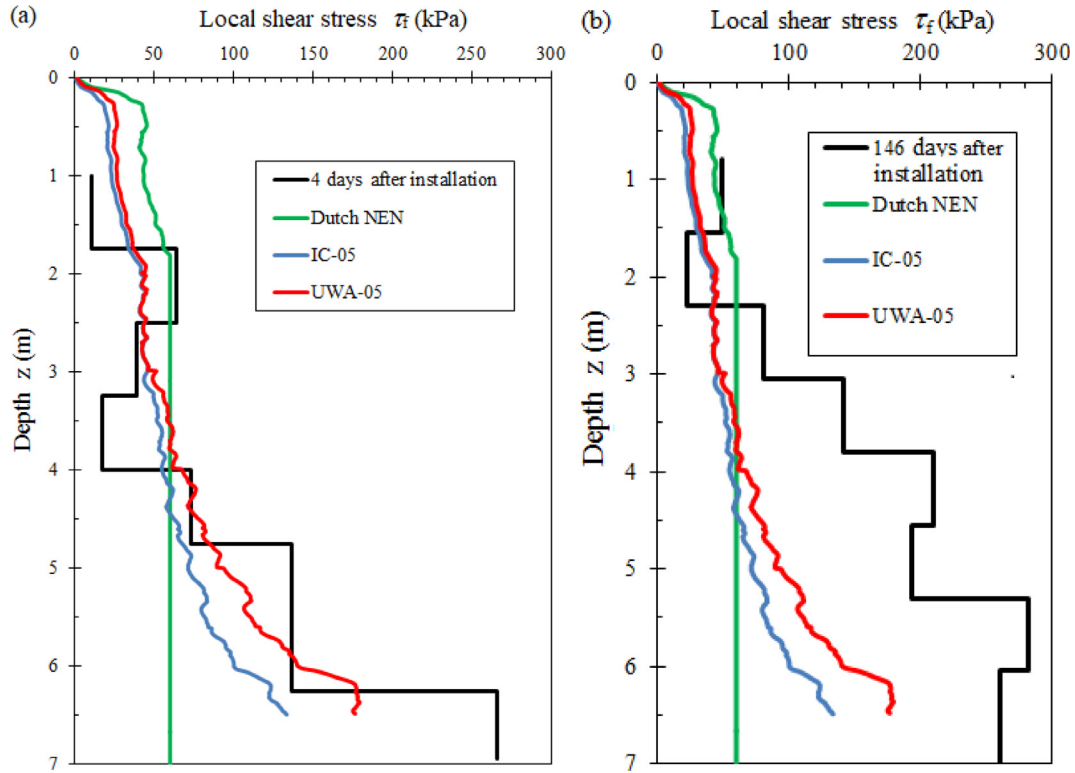 (a)
Local shear stress τf (kPa)
0 50 100 150 200 250 300
0
1
2
3
4
5
6
7
Depth z (m)
4 days after installation
Dutch NEN
IC-05
UWA-05
(b)
Local shear stress τf (kPa)
0 100 200 300
0
1
2
3
4
5
6
7
Depth z (m)
146 days after
installation
Dutch NEN
IC-05
UWA-05